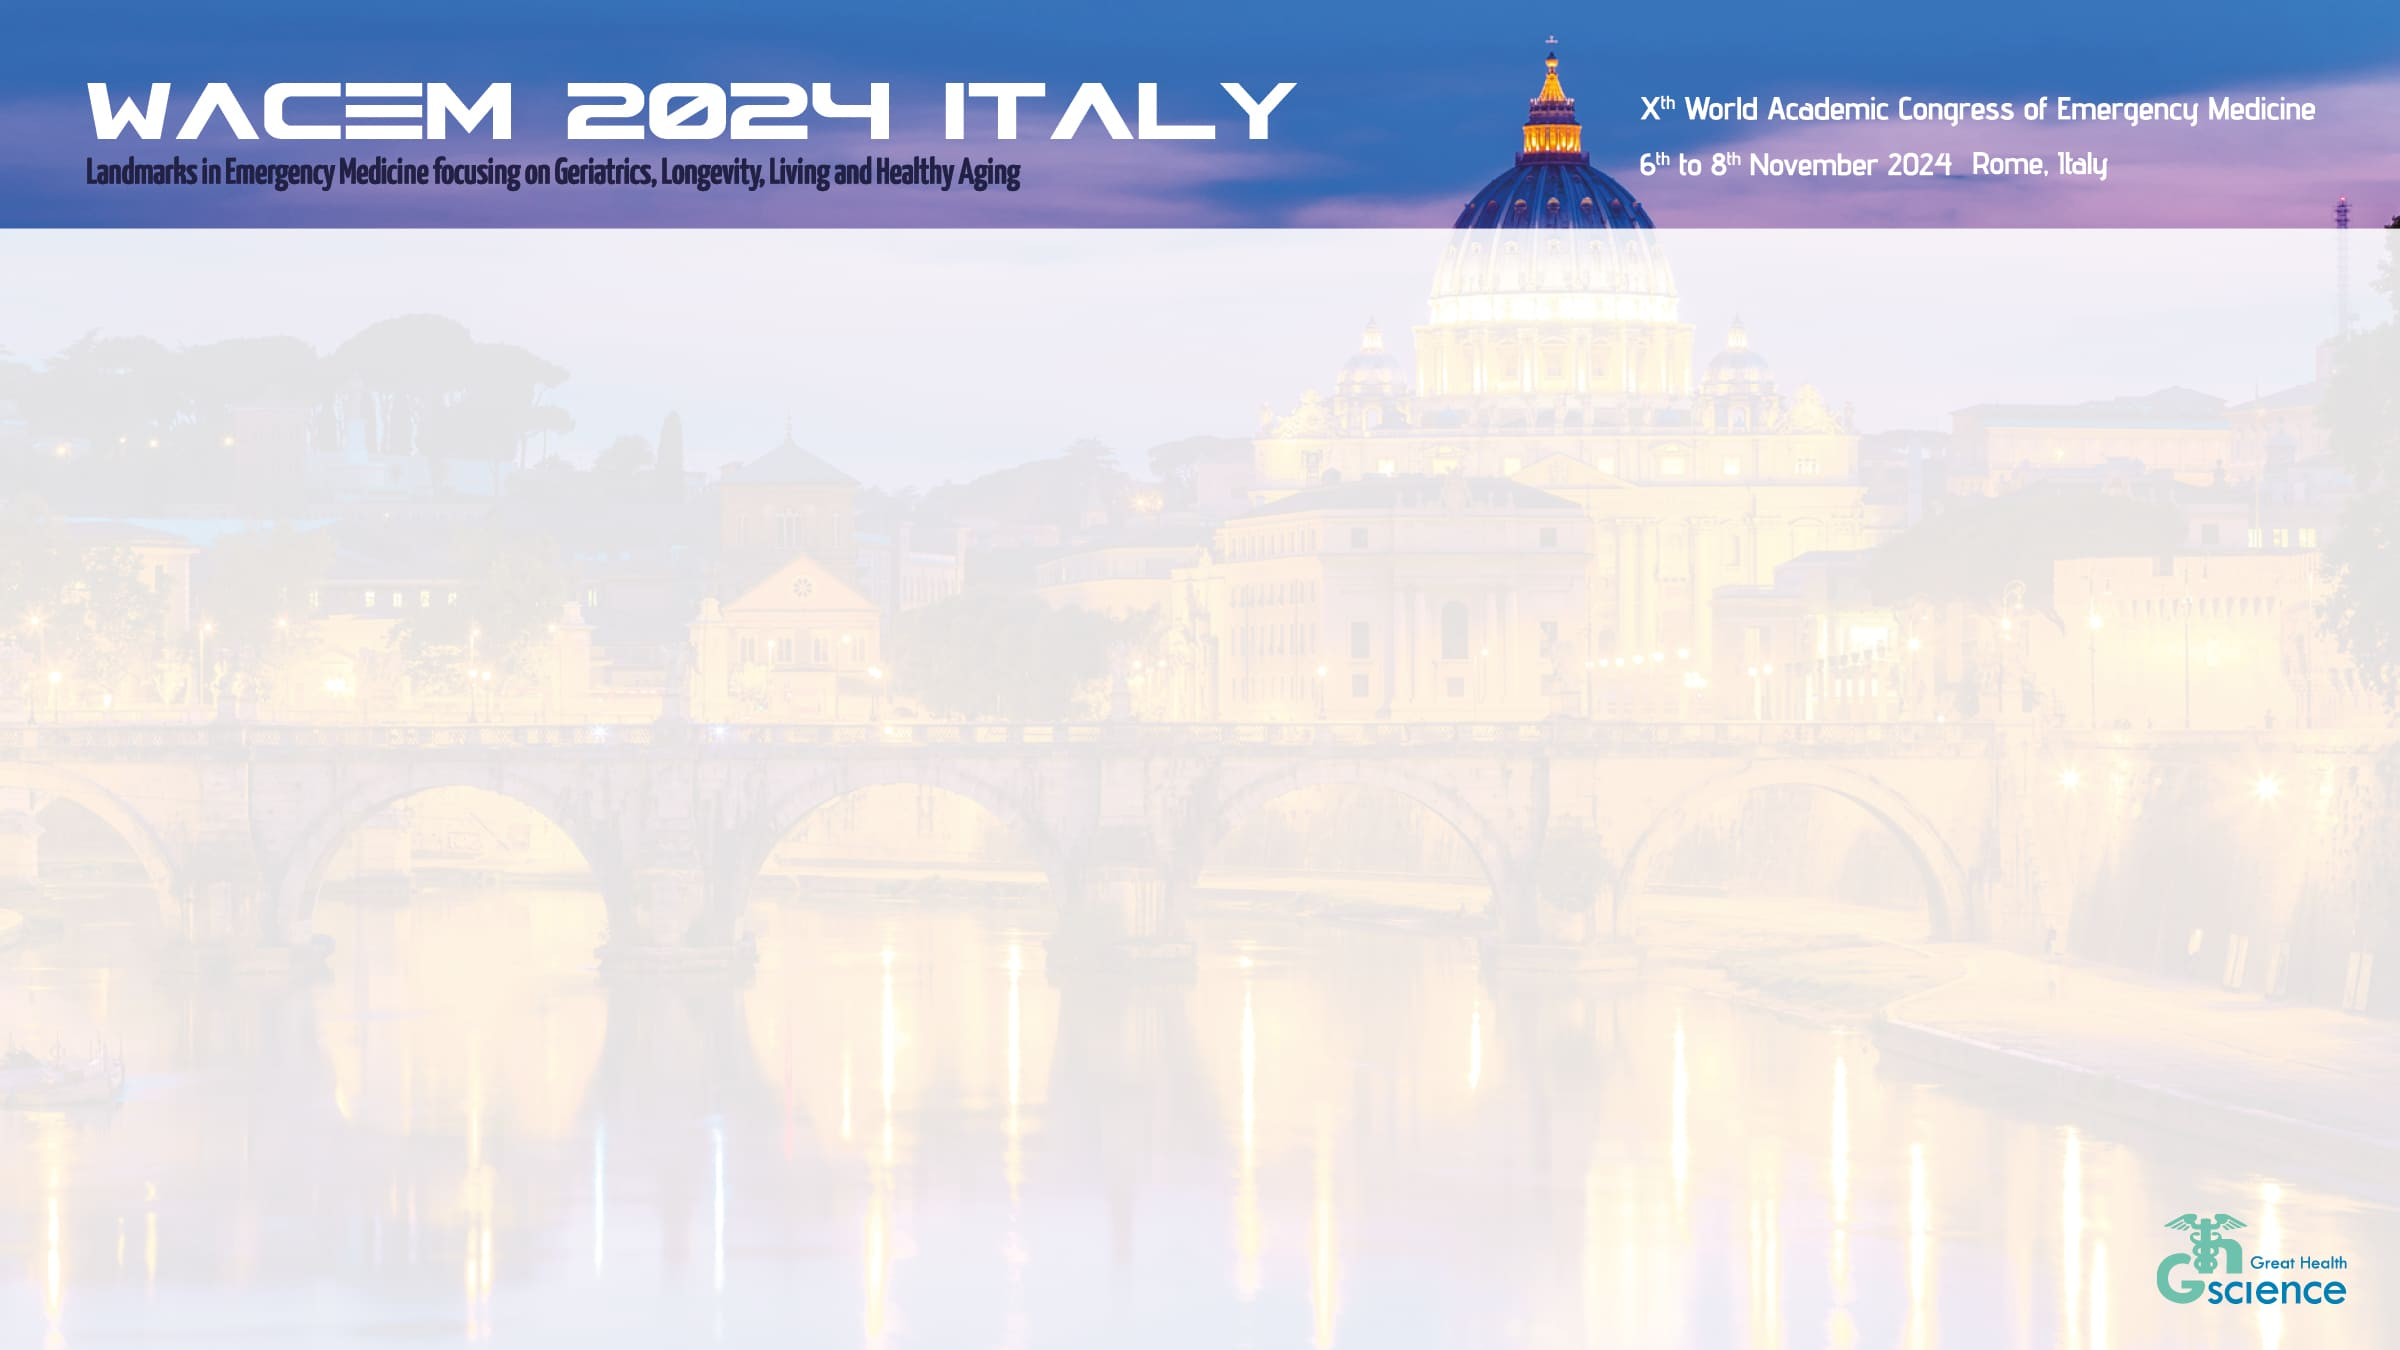 WACEM 2024 ITALY
Landmarks in Emergency Medicine focusing on Geriatrics, Longevity, Living and Healthy Aging
Xth World Academic Congress of Emergency Medicine
6th to 8th November 2024 Rome, Italy
Gh
Great Health
science